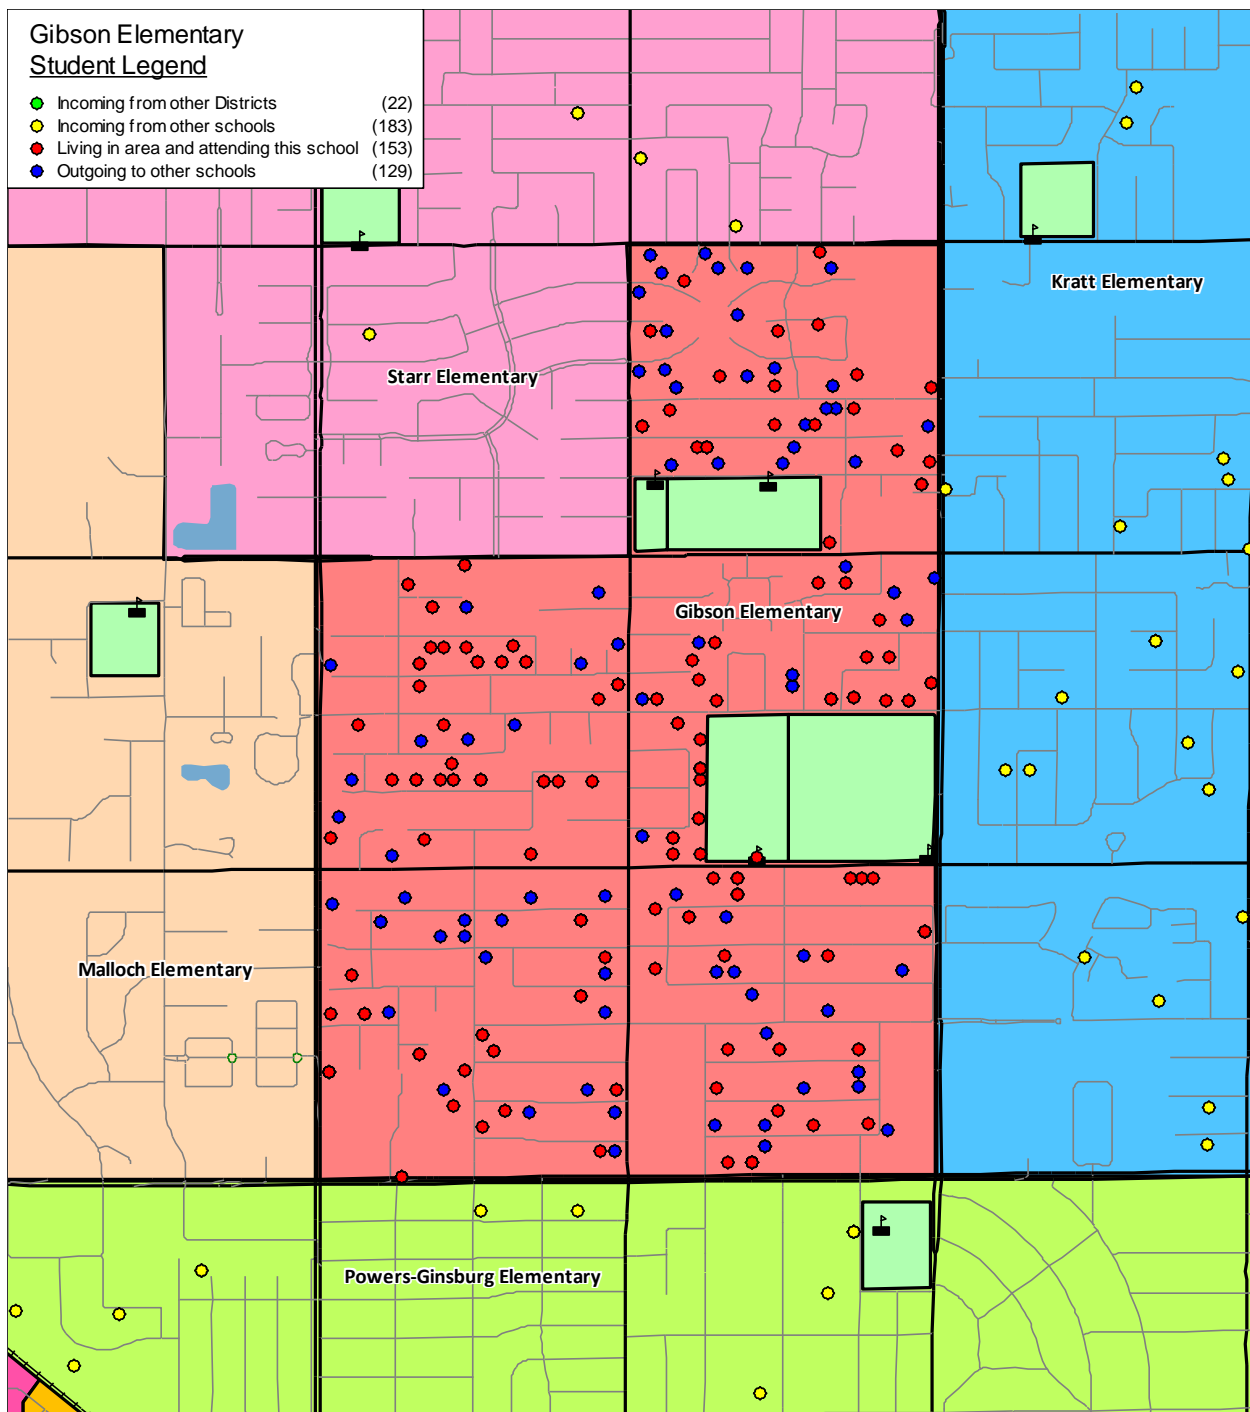 Gibson Elementary
Student Legend
Incoming from other Districts (22)
Incoming from other schools (183)
Living in area and attending this school (153)
Outgoing to other schools (129)
Kratt Elementary
Starr Elementary
Gibson Elementary
Malloch Elementary
Powers-Ginsburg Elementary